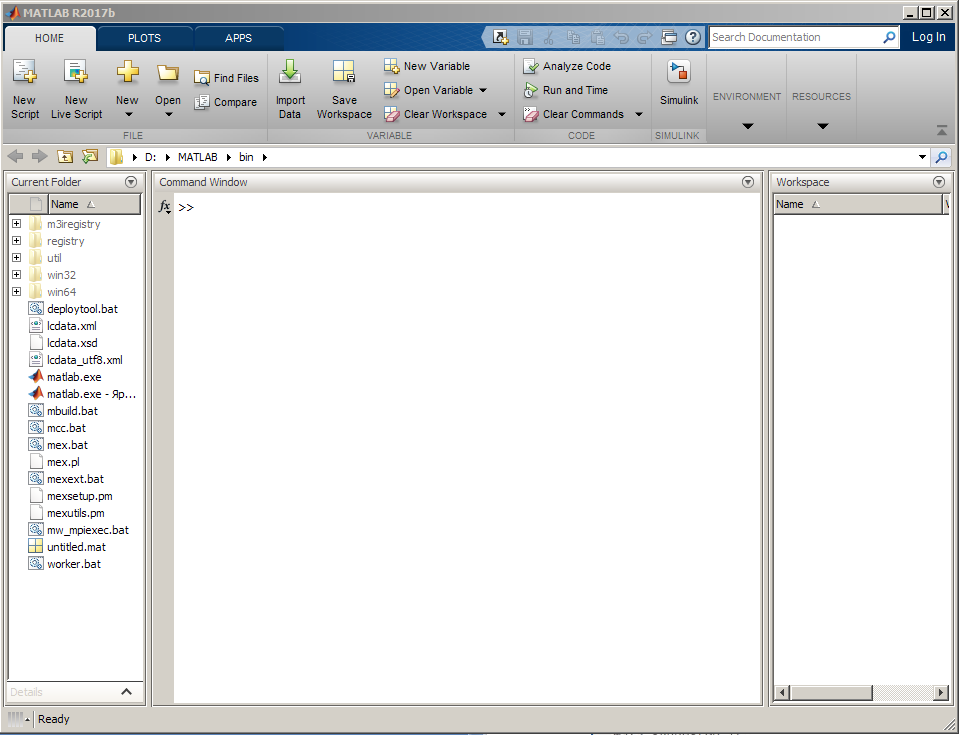 MATLAB R2017b
HOME PLOTS APPS Search Documentation Log In
New Script New Live Script New Open Find Files Compare Import Data Save Workspace New Variable Open Variable Clear Workspace Analyze Code Run and Time Clear Commands Simulink ENVIRONMENT RESOURCES
FILE VARIABLE CODE SIMULINK
D: MATLAB bin
Current Folder
Name
m3iregistry
registry
util
win32
win64
deploytool.bat
lcdata.xml
lcdata.xsd
lcdata_utf8.xml
matlab.exe
matlab.exe - Яр...
mbuild.bat
mcc.bat
mex.bat
mex.pl
mexext.bat
mexsetup.pm
mexutils.pm
mw_mpiexec.bat
untitled.mat
worker.bat
Details
Command Window
fx >>
Workspace
Name
Ready